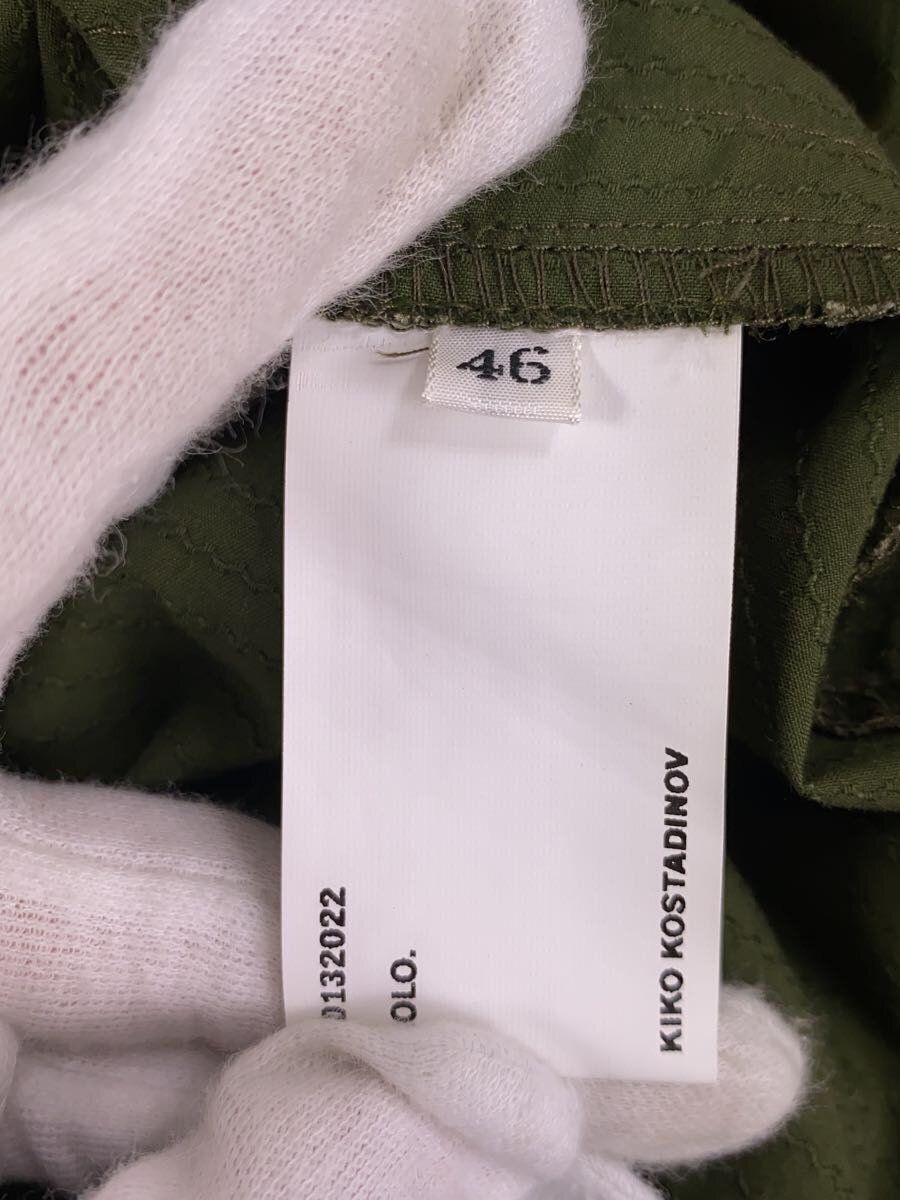 46
0132022
OLO.
KIKO KOSTADINOV